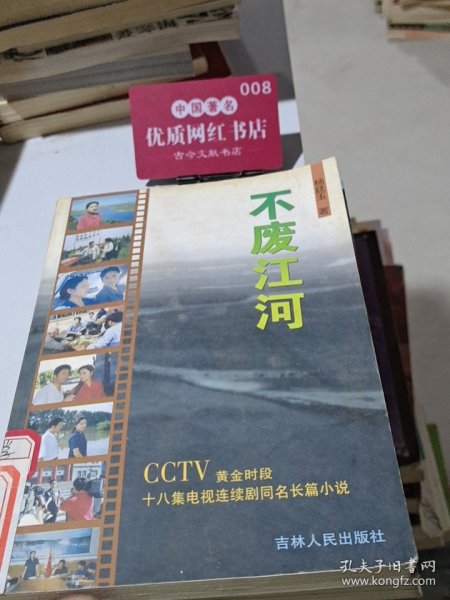 008
中国著名
优质网红书店
古今文献书店
不废江河
著
CCTV 黄金时段
十八集电视连续剧同名长篇小说
吉林人民出版社
孔夫子旧书网
www.kongfz.com